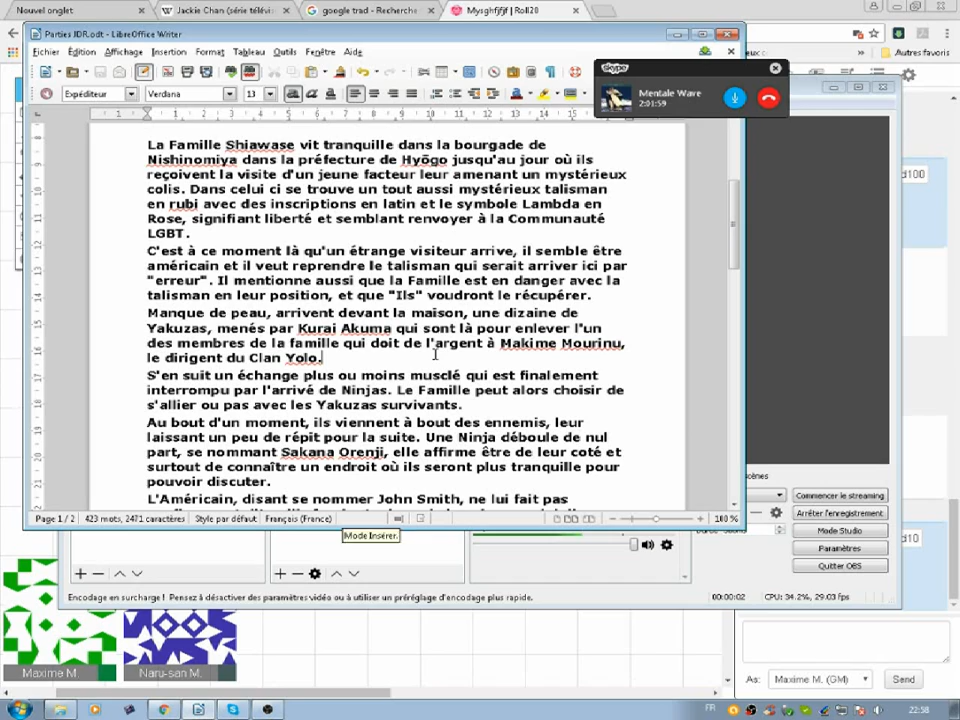 Nouvel onglet
Jackie Chan (série télévi
google trad - Recherche
Mysghfjfjf | Roll20
Autres favoris
Parties JDR.odt - LibreOffice Writer
Fichier Édition Affichage Insertion Format Tableau Outils Fenêtre Aide
Expéditeur Verdana 13
skype
Mentale Wave
2:01:59
La Famille Shiawase vit tranquille dans la bourgade de
Nishinomiya dans la préfecture de Hyōgo jusqu'au jour où ils
reçoivent la visite d'un jeune facteur leur amenant un mystérieux
colis. Dans celui ci se trouve un tout aussi mystérieux talisman
en rubi avec des inscriptions en latin et le symbole Lambda en
Rose, signifiant liberté et semblant renvoyer à la Communauté
LGBT.
C'est à ce moment là qu'un étrange visiteur arrive, il semble être
américain et il veut reprendre le talisman qui serait arriver ici par
"erreur". Il mentionne aussi que la Famille est en danger avec la
talisman en leur position, et que "Ils" voudront le récupérer.
Manque de peau, arrivent devant la maison, une dizaine de
Yakuzas, menés par Kurai Akuma qui sont là pour enlever l'un
des membres de la famille qui doit de l'argent à Makime Mourinu,
le dirigent du Clan Yolo.
S'en suit un échange plus ou moins musclé qui est finalement
interrompu par l'arrivé de Ninjas. Le Famille peut alors choisir de
s'allier ou pas avec les Yakuzas survivants.
Au bout d'un moment, ils viennent à bout des ennemis, leur
laissant un peu de répit pour la suite. Une Ninja déboule de nul
part, se nommant Sakana Orenji, elle affirme être de leur coté et
surtout de connaître un endroit où ils seront plus tranquille pour
pouvoir discuter.
L'Américain, disant se nommer John Smith, ne lui fait pas
Page 1 / 2 423 mots, 2471 caractères Style par défaut Français (France) 100 %
Mode Insérer.
d100
cènes
Commencer le streaming
Arrêter l'enregistrement
Mode Studio
Paramètres
Quitter OBS
d10
Encodage en surcharge ! Pensez à désactiver des paramètres vidéo ou à utiliser un préréglage d'encodage plus rapide.
00:00:02 CPU: 34.2%, 29.03 fps
Maxime M.
Naru-san M.
As: Maxime M. (GM) Send
FR 22:58